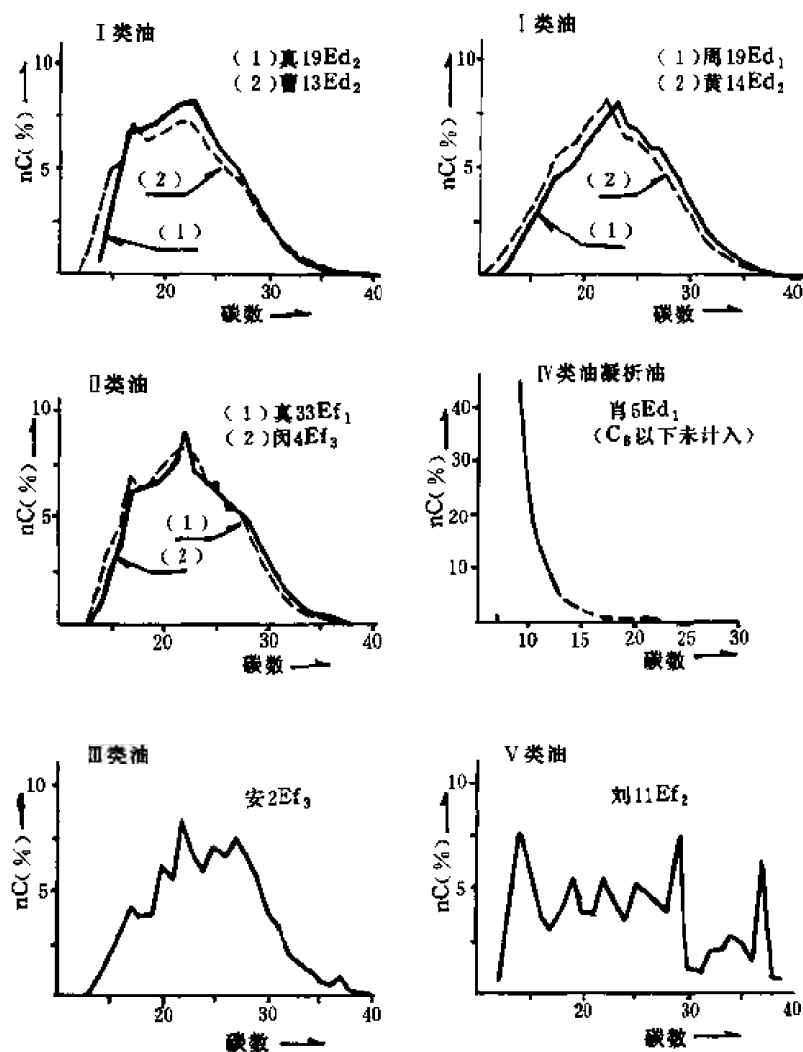 I类油
(1)真19Ed₂
(2)曹13Ed₂
nC(%)
10
5
(2)
(1)
20
30
40
碳数
I类油
(1)周19Ed₁
(2)黄14Ed₂
nC(%)
10
5
(2)
(1)
20
30
40
碳数
II类油
(1)真33Ef₁
(2)闵4Ef₃
nC(%)
10
5
(1)
(2)
20
30
40
碳数
IV类油凝析油
肖5Ed₁
(C₈以下未计入)
nC(%)
40
30
20
10
10
15
20
25
30
碳数
III类油
安2Ef₃
nC(%)
10
5
20
30
40
碳数
V类油
刘11Ef₂
nC(%)
10
5
20
30
40
碳数